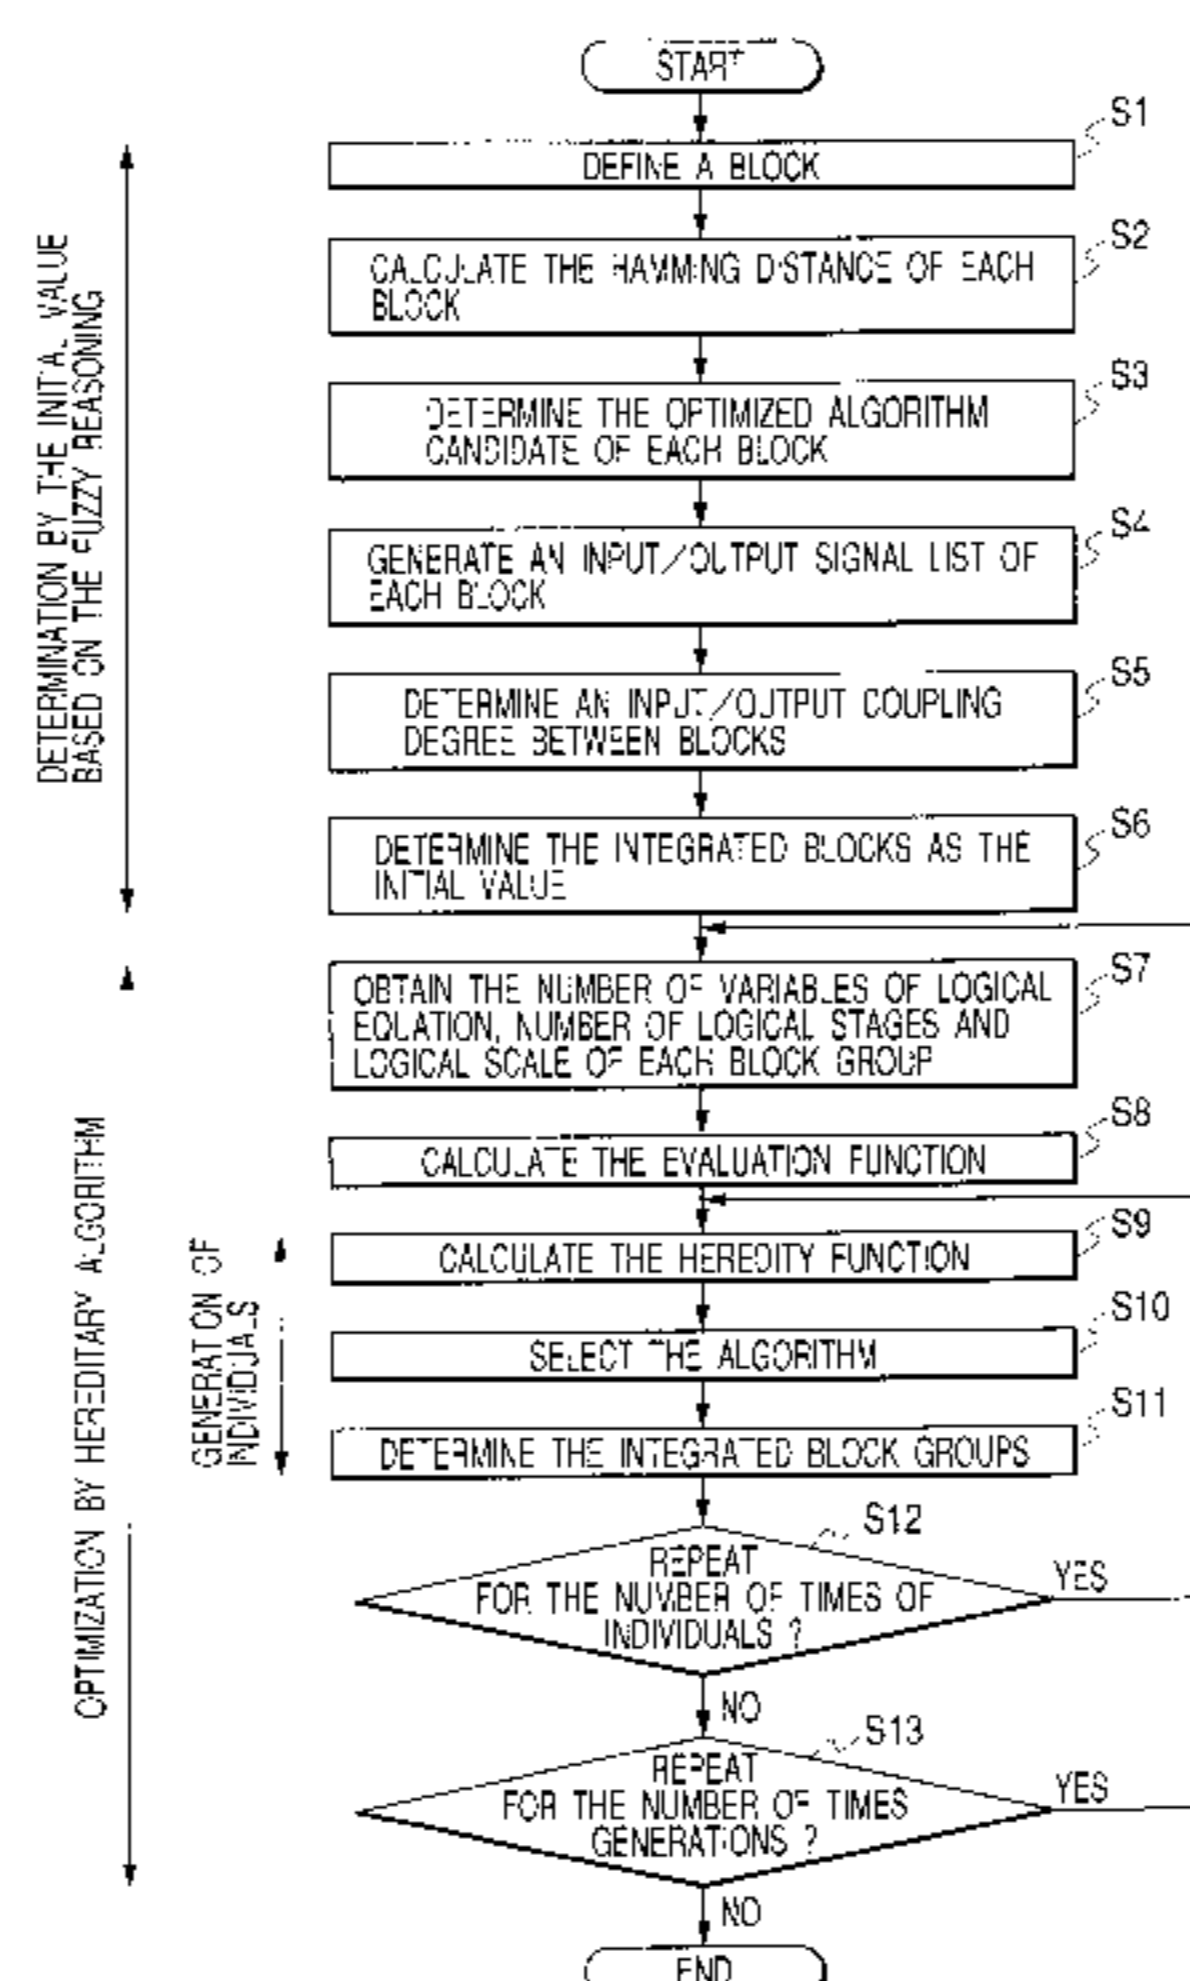 START
S1
DEFINE A BLOCK
S2
CALCULATE THE HAMMING DISTANCE OF EACH
BLOCK
S3
DETERMINE THE OPTIMIZED ALGORITHM
CANDIDATE OF EACH BLOCK
S4
GENERATE AN INPUT/OUTPUT SIGNAL LIST OF
EACH BLOCK
S5
DETERMINE AN INPUT/OUTPUT COUPLING
DEGREE BETWEEN BLOCKS
S6
DETERMINE THE INTEGRATED BLOCKS AS THE
INITIAL VALUE
DETERMINATION BY THE INITIAL VALUE
BASED ON THE FUZZY REASONING
S7
OBTAIN THE NUMBER OF VARIABLES OF LOGICAL
EQUATION, NUMBER OF LOGICAL STAGES AND
LOGICAL SCALE OF EACH BLOCK GROUP
S8
CALCULATE THE EVALUATION FUNCTION
S9
CALCULATE THE HEREDITY FUNCTION
S10
SELECT THE ALGORITHM
S11
DETERMINE THE INTEGRATED BLOCK GROUPS
GENERATION OF
INDIVIDUALS
OPTIMIZATION BY HEREDITARY ALGORITHM
S12
REPEAT
FOR THE NUMBER OF TIMES OF
INDIVIDUALS ?
YES
NO
S13
REPEAT
FOR THE NUMBER OF TIMES
GENERATIONS ?
YES
NO
END